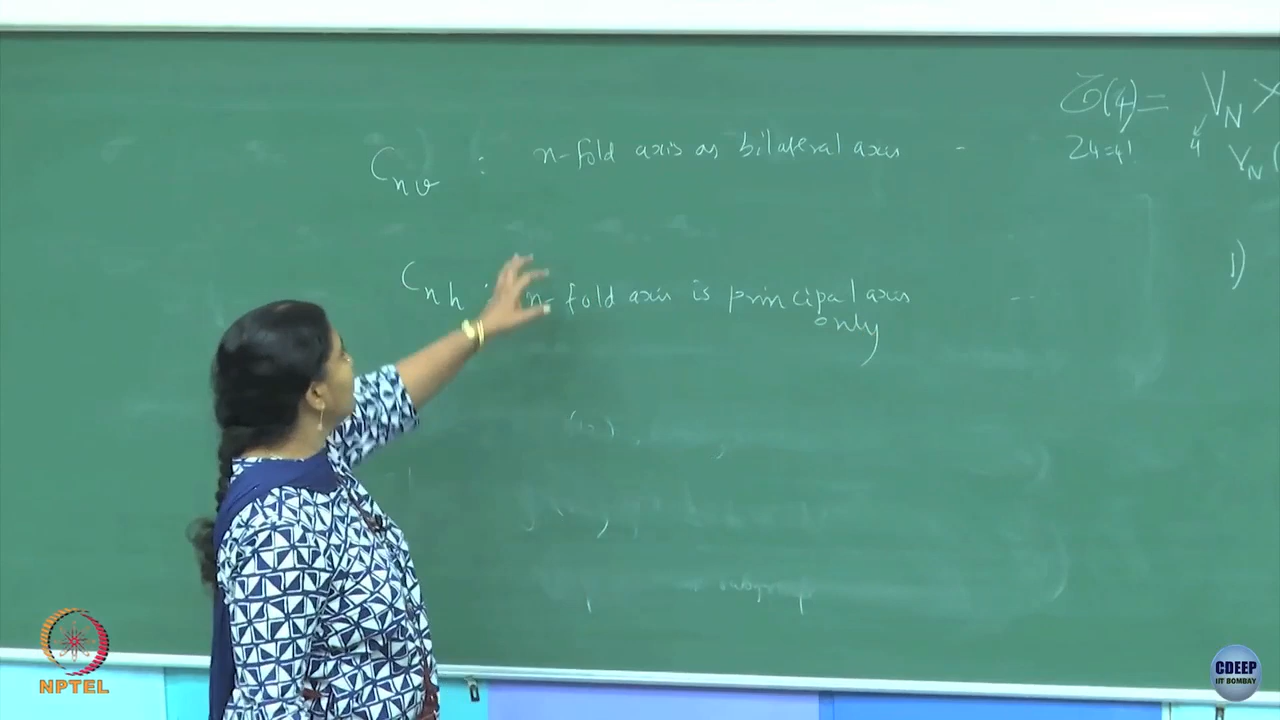 C_nv : n-fold axis as bilateral axis -
C_nh : n-fold axis is principal axis --
only
𝒢(4) = V_N ×
24=4! 4 V_N (
1)
subgroup
NPTEL
CDEEP
IIT BOMBAY